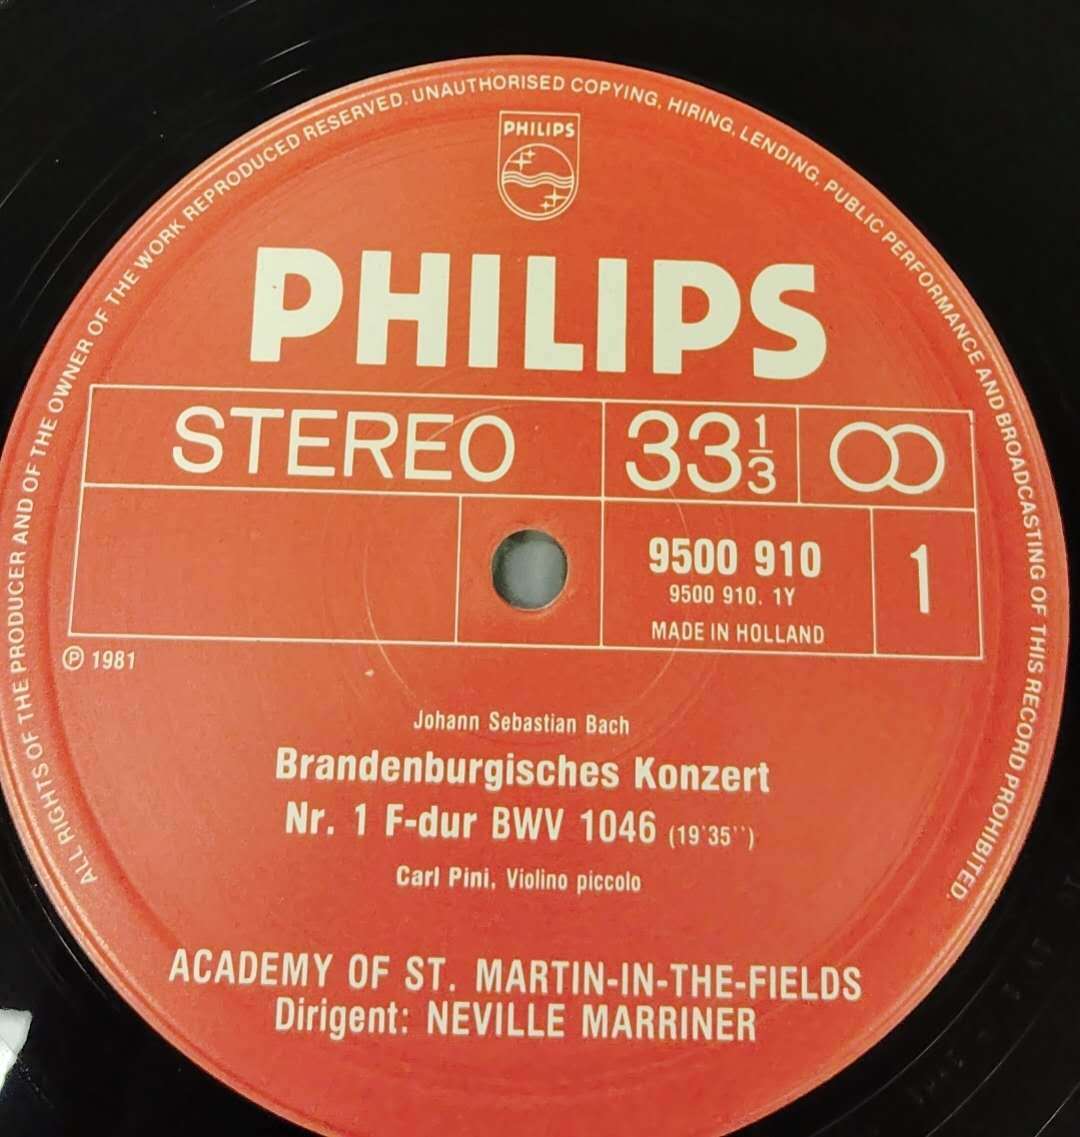 ALL RIGHTS OF THE PRODUCER AND OF THE OWNER OF THE WORK REPRODUCED RESERVED. UNAUTHORISED COPYING, HIRING, LENDING, PUBLIC PERFORMANCE AND BROADCASTING OF THIS RECORD PROHIBITED.
PHILIPS
PHILIPS
STEREO 33 1/3
9500 910
9500 910. 1Y
MADE IN HOLLAND
1
℗ 1981
Johann Sebastian Bach
Brandenburgisches Konzert
Nr. 1 F-dur BWV 1046 (19'35'')
Carl Pini, Violino piccolo
ACADEMY OF ST. MARTIN-IN-THE-FIELDS
Dirigent: NEVILLE MARRINER